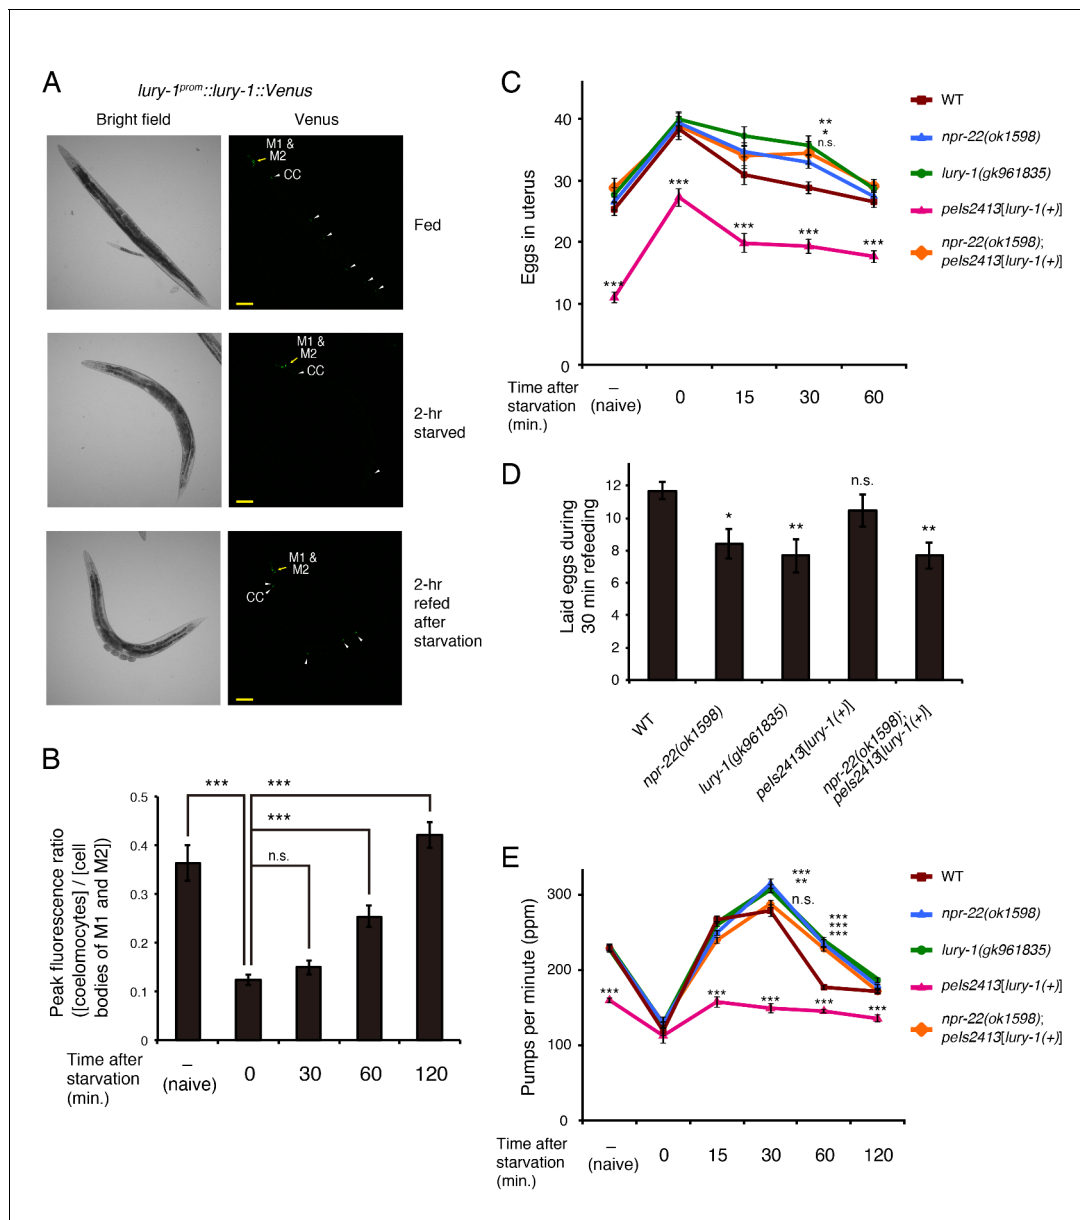 A
lury-1prom::lury-1::Venus
Bright field
Venus
M1 &
M2
CC
Fed
M1 &
M2
CC
2-hr
starved
M1 &
M2
CC
2-hr
refed
after
starvation
B
Peak fluorescence ratio
([coelomocytes] / [cell
bodies of M1 and M2])
0.5
0.4
0.3
0.2
0.1
0
***
***
***
n.s.
Time after
starvation
(min.)
–
(naive)
0
30
60
120
C
Eggs in uterus
40
30
20
10
0
**
*
n.s.
***
***
***
***
***
Time after
starvation
(min.)
–
(naive)
0
15
30
60
WT
npr-22(ok1598)
lury-1(gk961835)
peIs2413[lury-1(+)]
npr-22(ok1598);
peIs2413[lury-1(+)]
D
Laid eggs during
30 min refeeding
12
10
8
6
4
2
0
*
**
n.s.
**
WT
npr-22(ok1598)
lury-1(gk961835)
peIs2413[lury-1(+)]
npr-22(ok1598);
peIs2413[lury-1(+)]
E
Pumps per minute (ppm)
300
200
100
0
***
**
n.s.
***
***
***
***
***
***
***
***
Time after
starvation
(min.)
–
(naive)
0
15
30
60
120
WT
npr-22(ok1598)
lury-1(gk961835)
peIs2413[lury-1(+)]
npr-22(ok1598);
peIs2413[lury-1(+)]